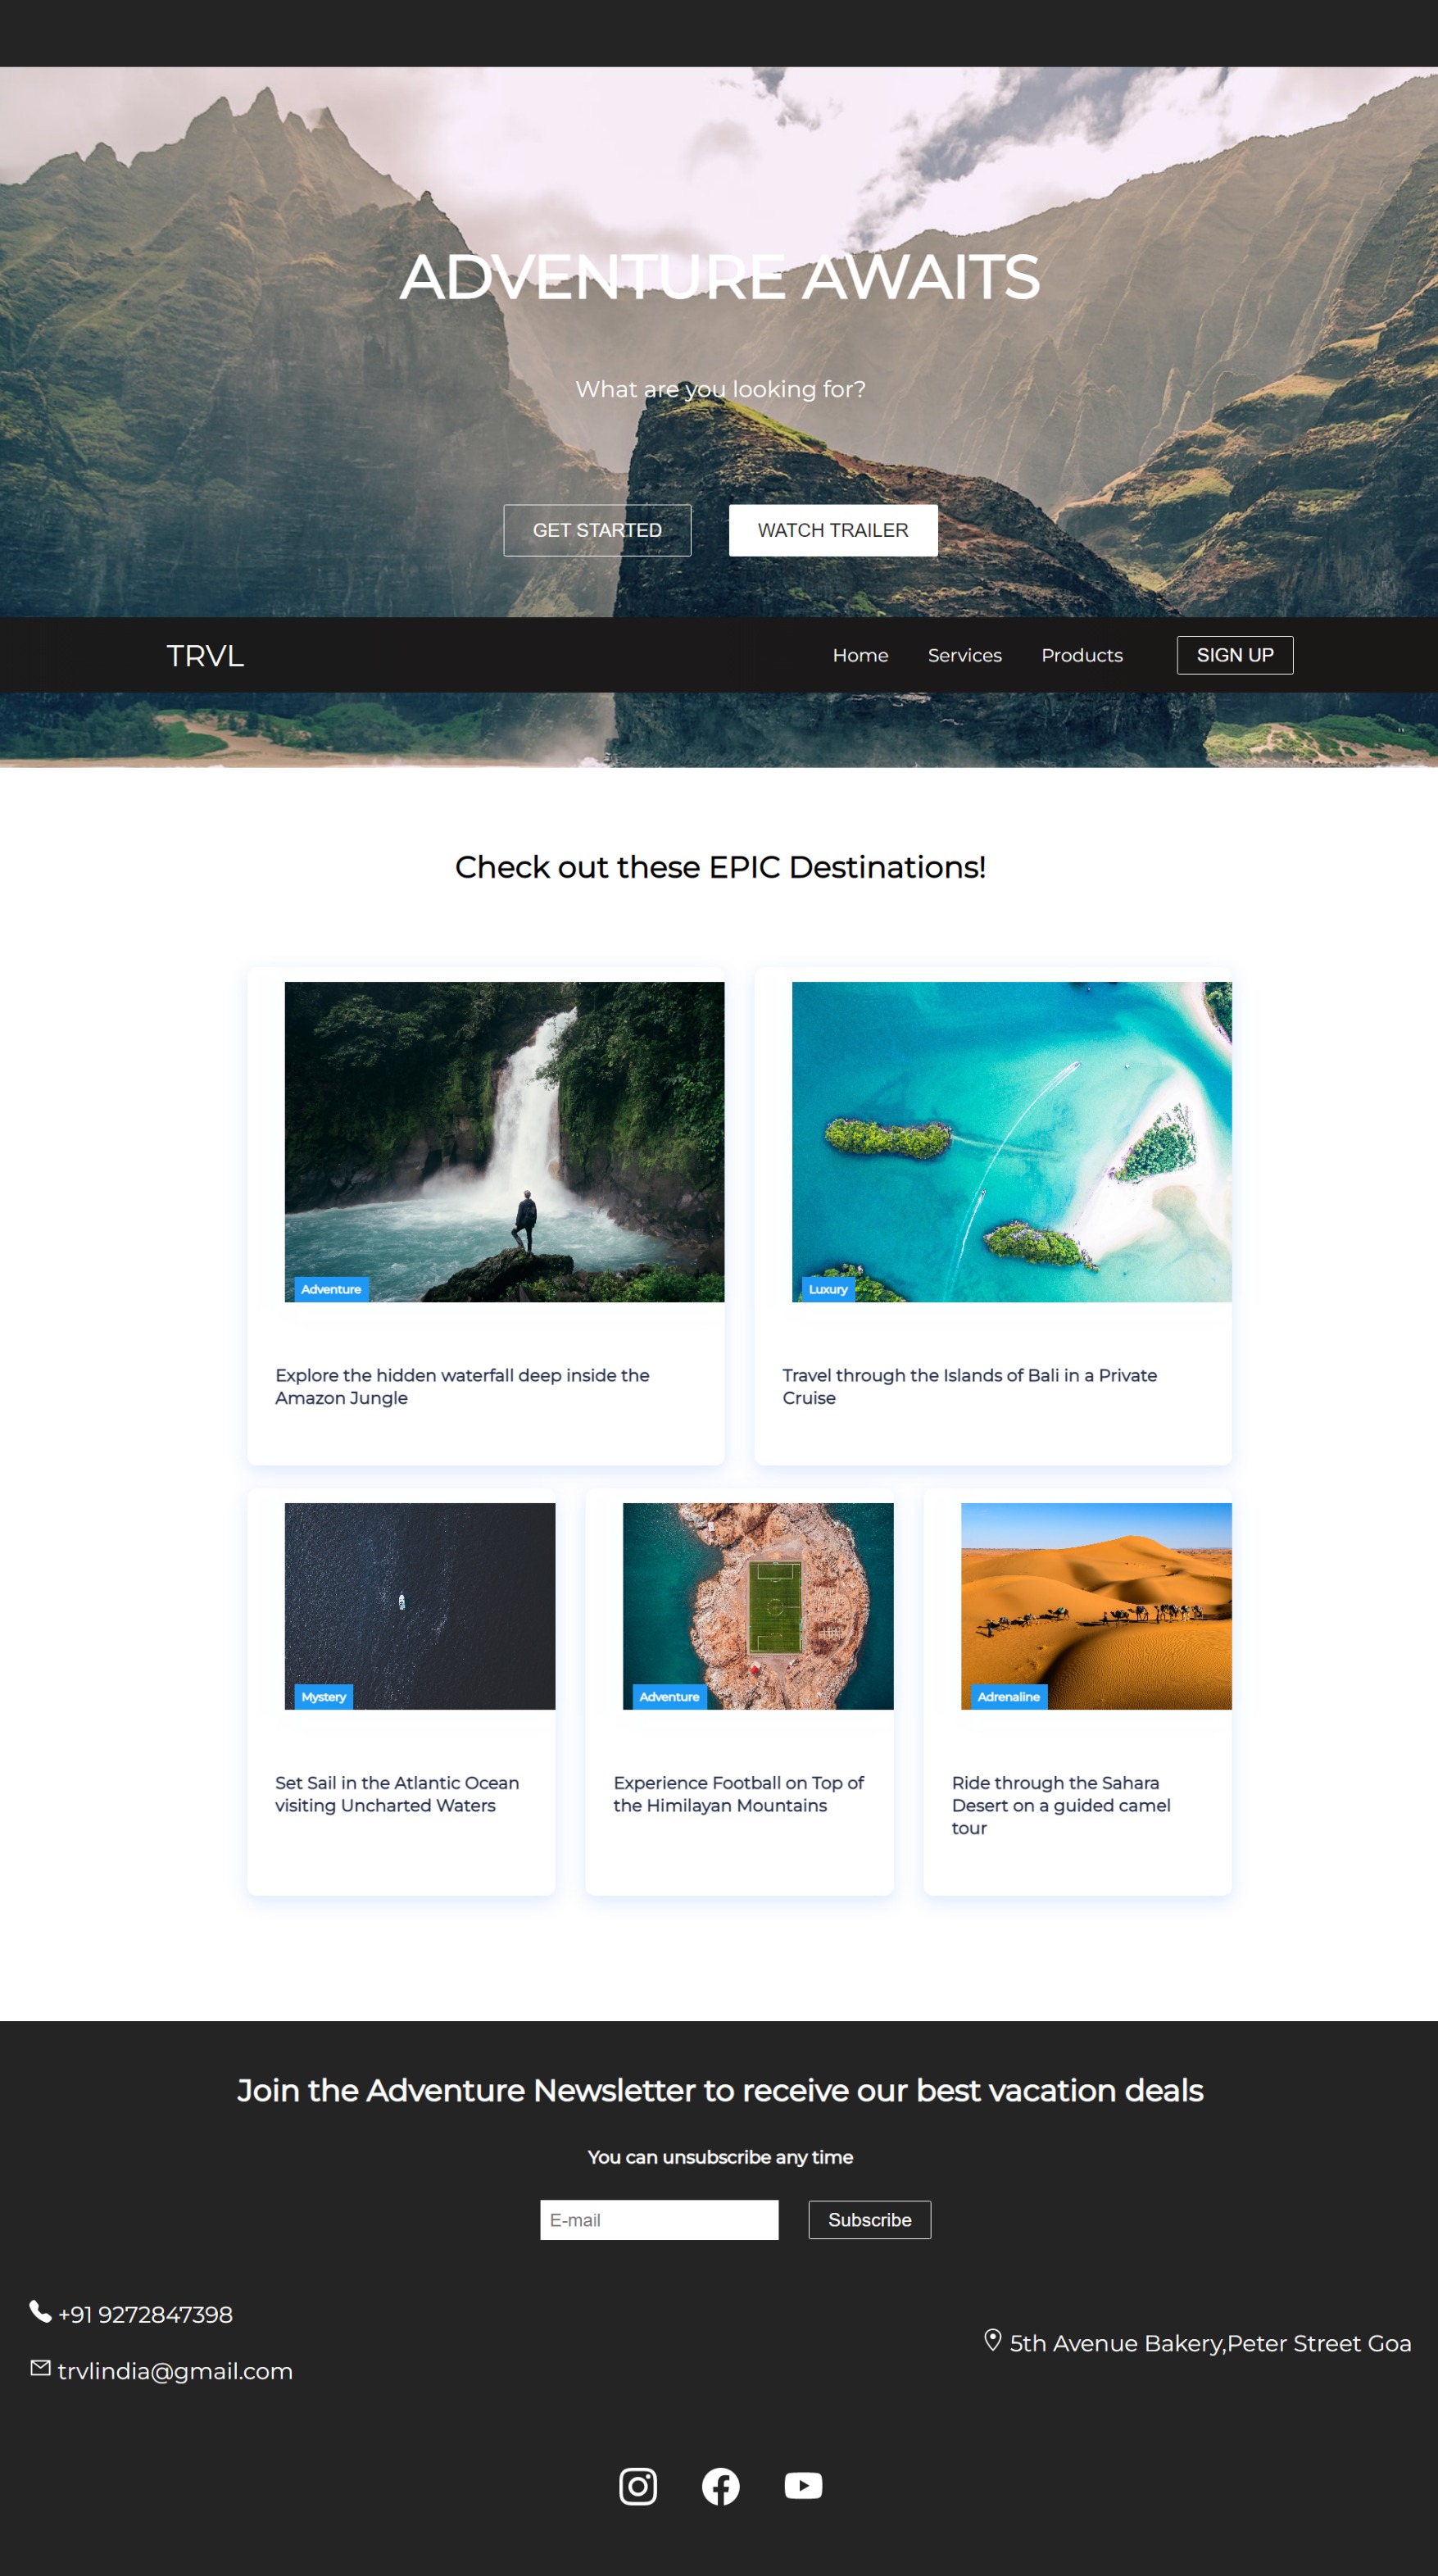 ADVENTURE AWAITS
What are you looking for?
GET STARTED
WATCH TRAILER
TRVL
Home
Services
Products
SIGN UP
Check out these EPIC Destinations!
Adventure
Explore the hidden waterfall deep inside the
Amazon Jungle
Luxury
Travel through the Islands of Bali in a Private
Cruise
Mystery
Set Sail in the Atlantic Ocean
visiting Uncharted Waters
Adventure
Experience Football on Top of
the Himilayan Mountains
Adrenaline
Ride through the Sahara
Desert on a guided camel
tour
Join the Adventure Newsletter to receive our best vacation deals
You can unsubscribe any time
E-mail
Subscribe
+91 9272847398
trvlindia@gmail.com
5th Avenue Bakery,Peter Street Goa